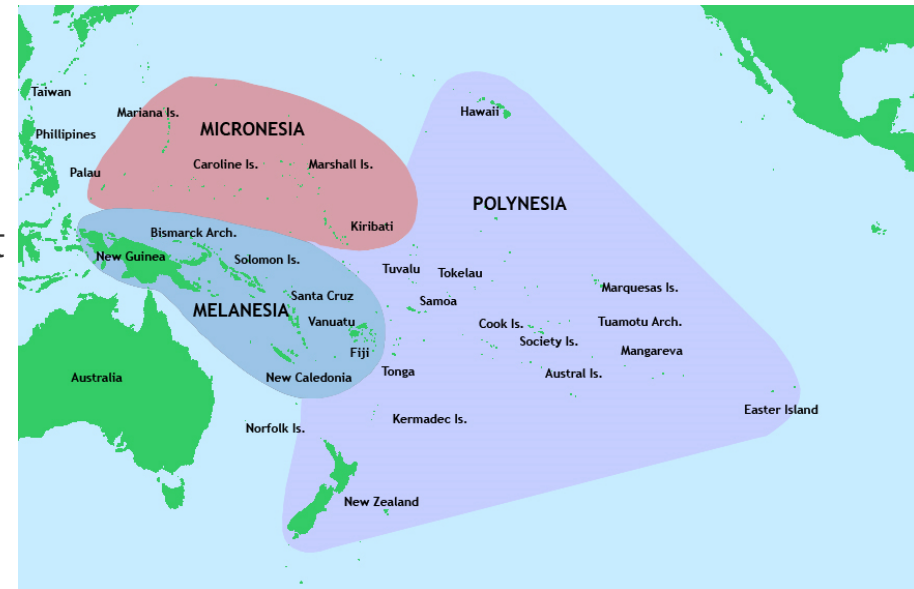 Taiwan
Mariana Is.
Hawaii
MICRONESIA
Phillipines
Caroline Is.
Marshall Is.
Palau
POLYNESIA
Kiribati
Bismarck Arch.
t
New Guinea
Solomon Is.
Tuvalu
Tokelau
Marquesas Is.
Santa Cruz
Samoa
MELANESIA
Vanuatu
Cook Is.
Tuamotu Arch.
Society Is.
Fiji
Mangareva
Tonga
Austral Is.
Australia
New Caledonia
Easter Island
Kermadec Is.
Norfolk Is.
New Zealand